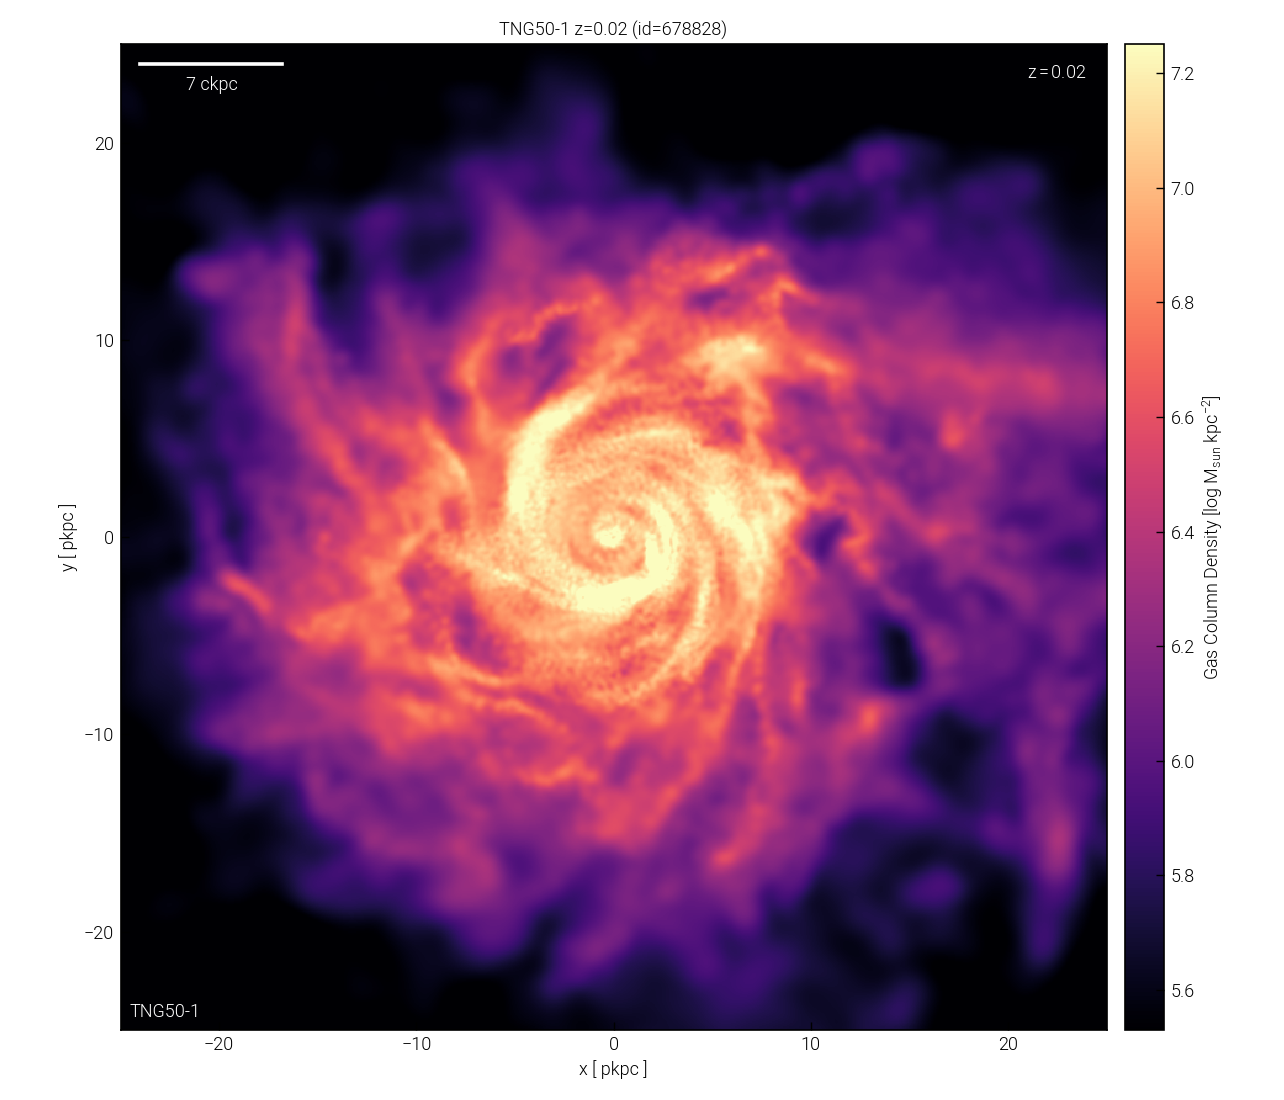 TNG50-1 z=0.02 (id=678828)
7 ckpc
z=0.02
TNG50-1
20
10
0
−10
−20
y [ pkpc ]
−20
−10
0
10
20
x [ pkpc ]
7.2
7.0
6.8
6.6
6.4
6.2
6.0
5.8
5.6
Gas Column Density [log M_sun kpc⁻²]